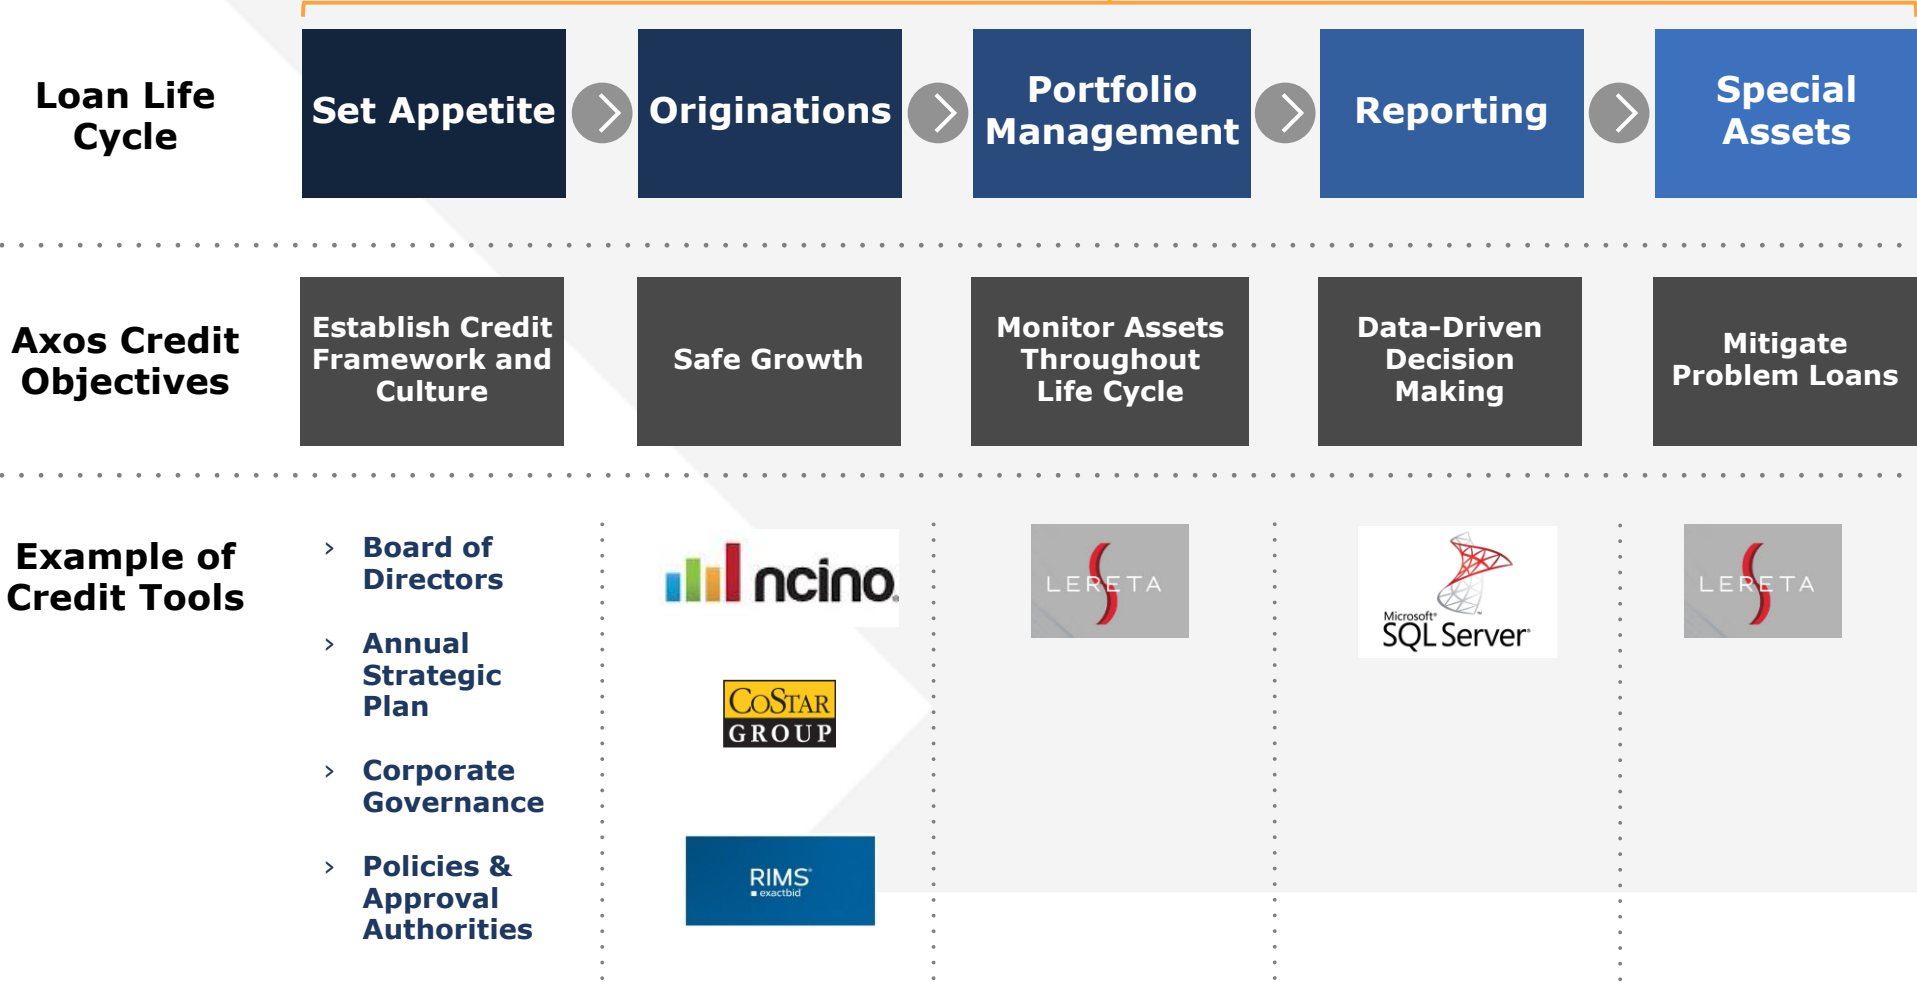 Loan Life
Cycle
Set Appetite
Originations
Portfolio
Management
Reporting
Special
Assets
Axos Credit
Objectives
Establish Credit
Framework and
Culture
Safe Growth
Monitor Assets
Throughout
Life Cycle
Data-Driven
Decision
Making
Mitigate
Problem Loans
Example of
Credit Tools
› Board of
Directors
› Annual
Strategic
Plan
› Corporate
Governance
› Policies &
Approval
Authorities
ncino.
COSTAR
GROUP
RIMS®
exactbid
LERETA
Microsoft®
SQL Server®
LERETA